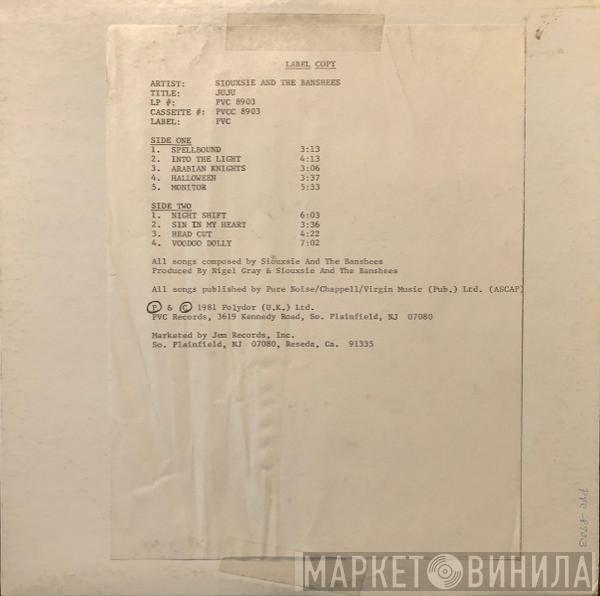 LABEL COPY
ARTIST: SIOUXSIE AND THE BANSHEES
TITLE: JUJU
LP #: PVC 8903
CASSETTE #: PVCC 8903
LABEL: PVC
SIDE ONE
1. SPELLBOUND 3:13
2. INTO THE LIGHT 4:13
3. ARABIAN KNIGHTS 3:06
4. HALLOWEEN 3:37
5. MONITOR 5:33
SIDE TWO
1. NIGHT SHIFT 6:03
2. SIN IN MY HEART 3:36
3. HEAD CUT 4:22
4. VOODOO DOLLY 7:02
All songs composed by Siouxsie And The Banshees
Produced By Nigel Gray & Siouxsie And The Banshees
All songs published by Pure Noise/Chappell/Virgin Music (Pub.) Ltd. (ASCAP)
Ⓟ & Ⓒ 1981 Polydor (U.K.) Ltd.
PVC Records, 3619 Kennedy Road, So. Plainfield, NJ 07080
Marketed by Jem Records, Inc.
So. Plainfield, NJ 07080, Reseda, Ca. 91335
PVC-8903
МАРКЕТ ВИНИЛА